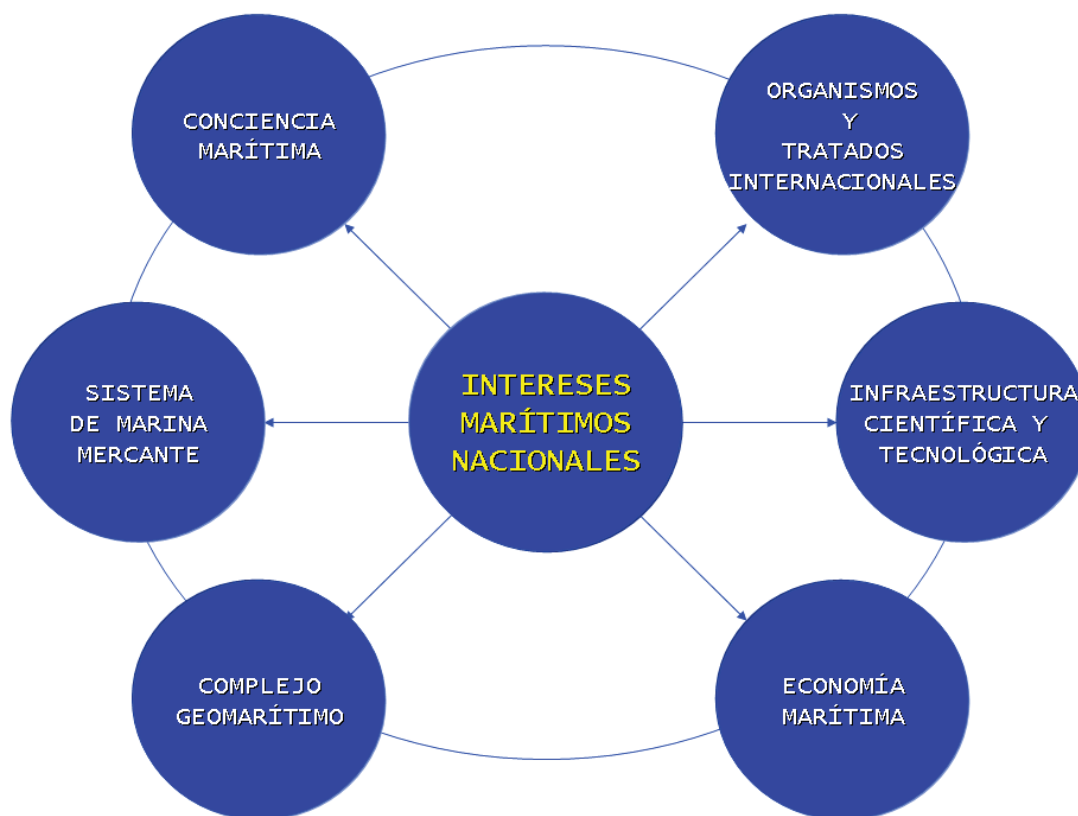 CONCIENCIA
MARÍTIMA
ORGANISMOS
Y
TRATADOS
INTERNACIONALES
SISTEMA
DE MARINA
MERCANTE
INTERESES
MARÍTIMOS
NACIONALES
INFRAESTRUCTURA
CIENTÍFICA Y
TECNOLÓGICA
COMPLEJO
GEOMARÍTIMO
ECONOMÍA
MARÍTIMA